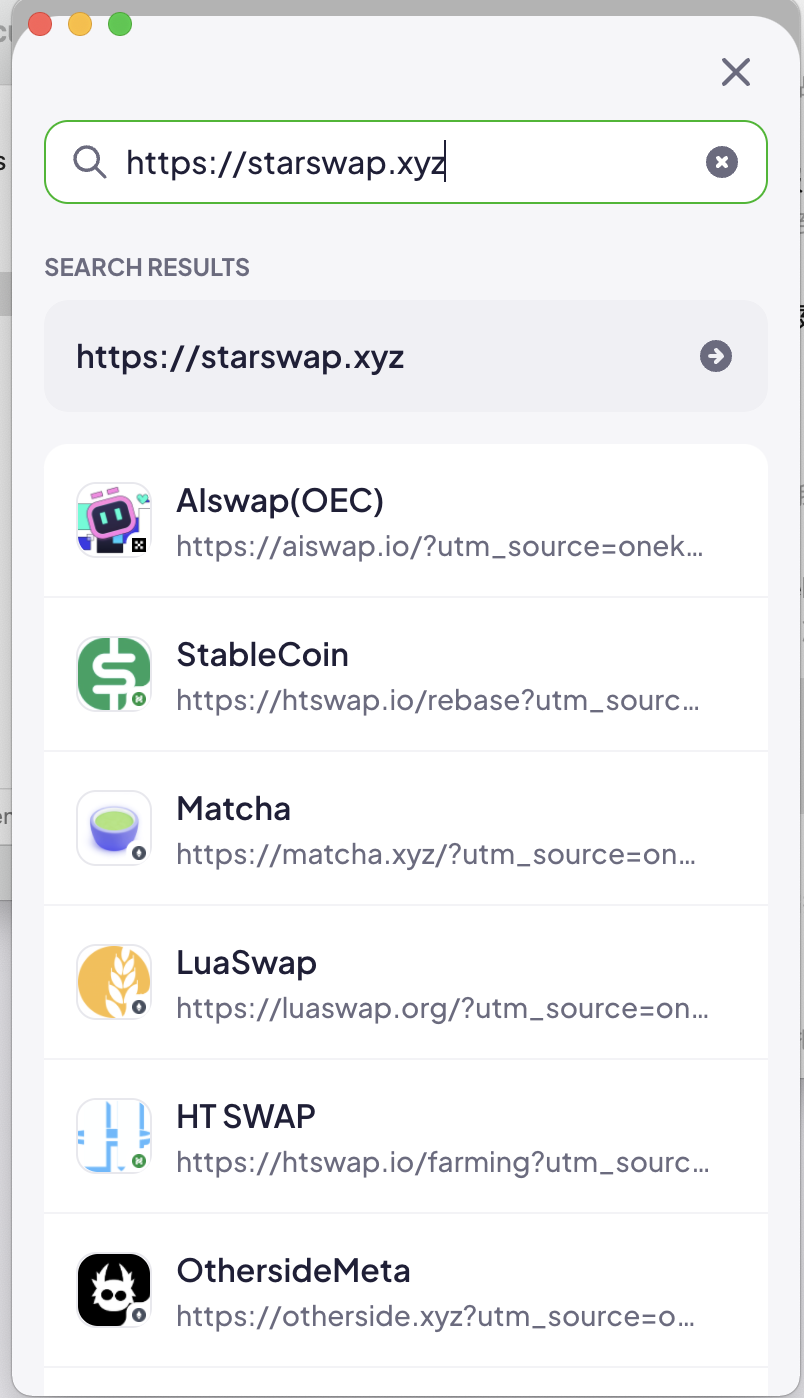 https://starswap.xyz
SEARCH RESULTS
https://starswap.xyz
AIswap(OEC)
https://aiswap.io/?utm_source=onek...
StableCoin
https://htswap.io/rebase?utm_sourc...
Matcha
https://matcha.xyz/?utm_source=on...
LuaSwap
https://luaswap.org/?utm_source=on...
HT SWAP
https://htswap.io/farming?utm_sourc...
OthersideMeta
https://otherside.xyz?utm_source=o...